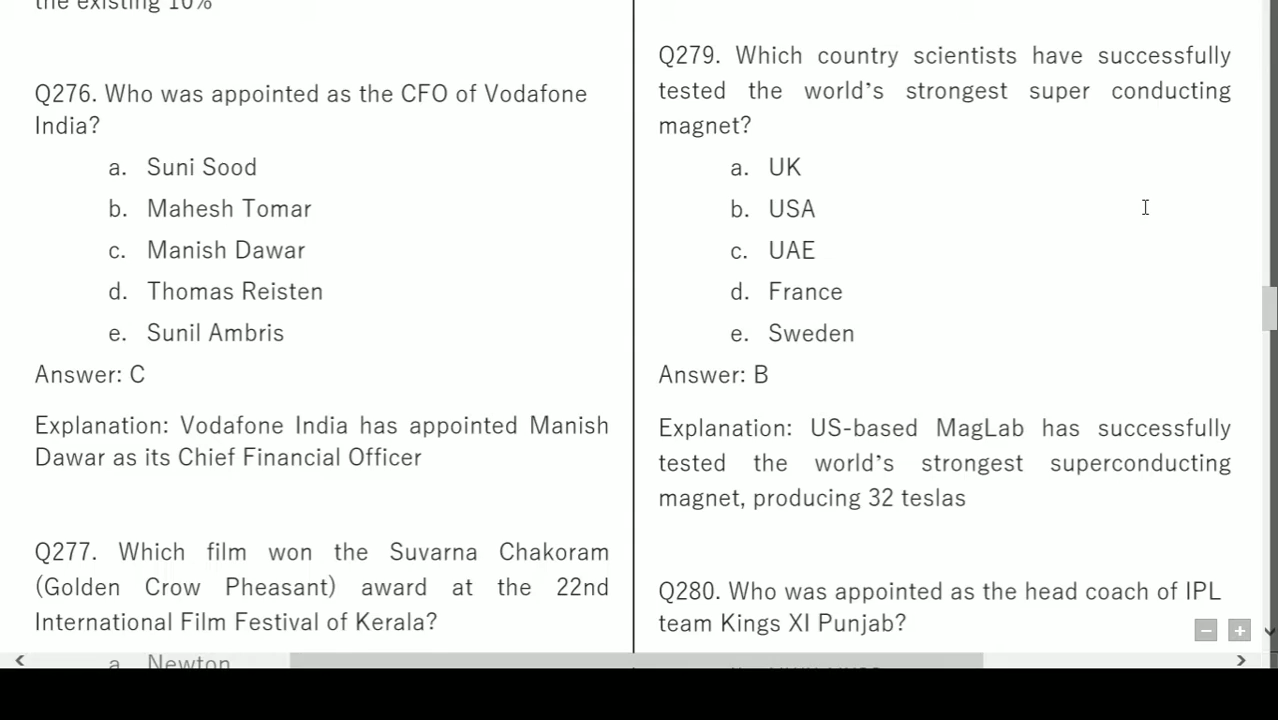 the existing 10%
Q276. Who was appointed as the CFO of Vodafone
India?
a. Suni Sood
b. Mahesh Tomar
c. Manish Dawar
d. Thomas Reisten
e. Sunil Ambris
Answer: C
Explanation: Vodafone India has appointed Manish
Dawar as its Chief Financial Officer
Q277. Which film won the Suvarna Chakoram
(Golden Crow Pheasant) award at the 22nd
International Film Festival of Kerala?
a. Newton
Q279. Which country scientists have successfully
tested the world's strongest super conducting
magnet?
a. UK
b. USA
c. UAE
d. France
e. Sweden
Answer: B
Explanation: US-based MagLab has successfully
tested the world's strongest superconducting
magnet, producing 32 teslas
Q280. Who was appointed as the head coach of IPL
team Kings XI Punjab?